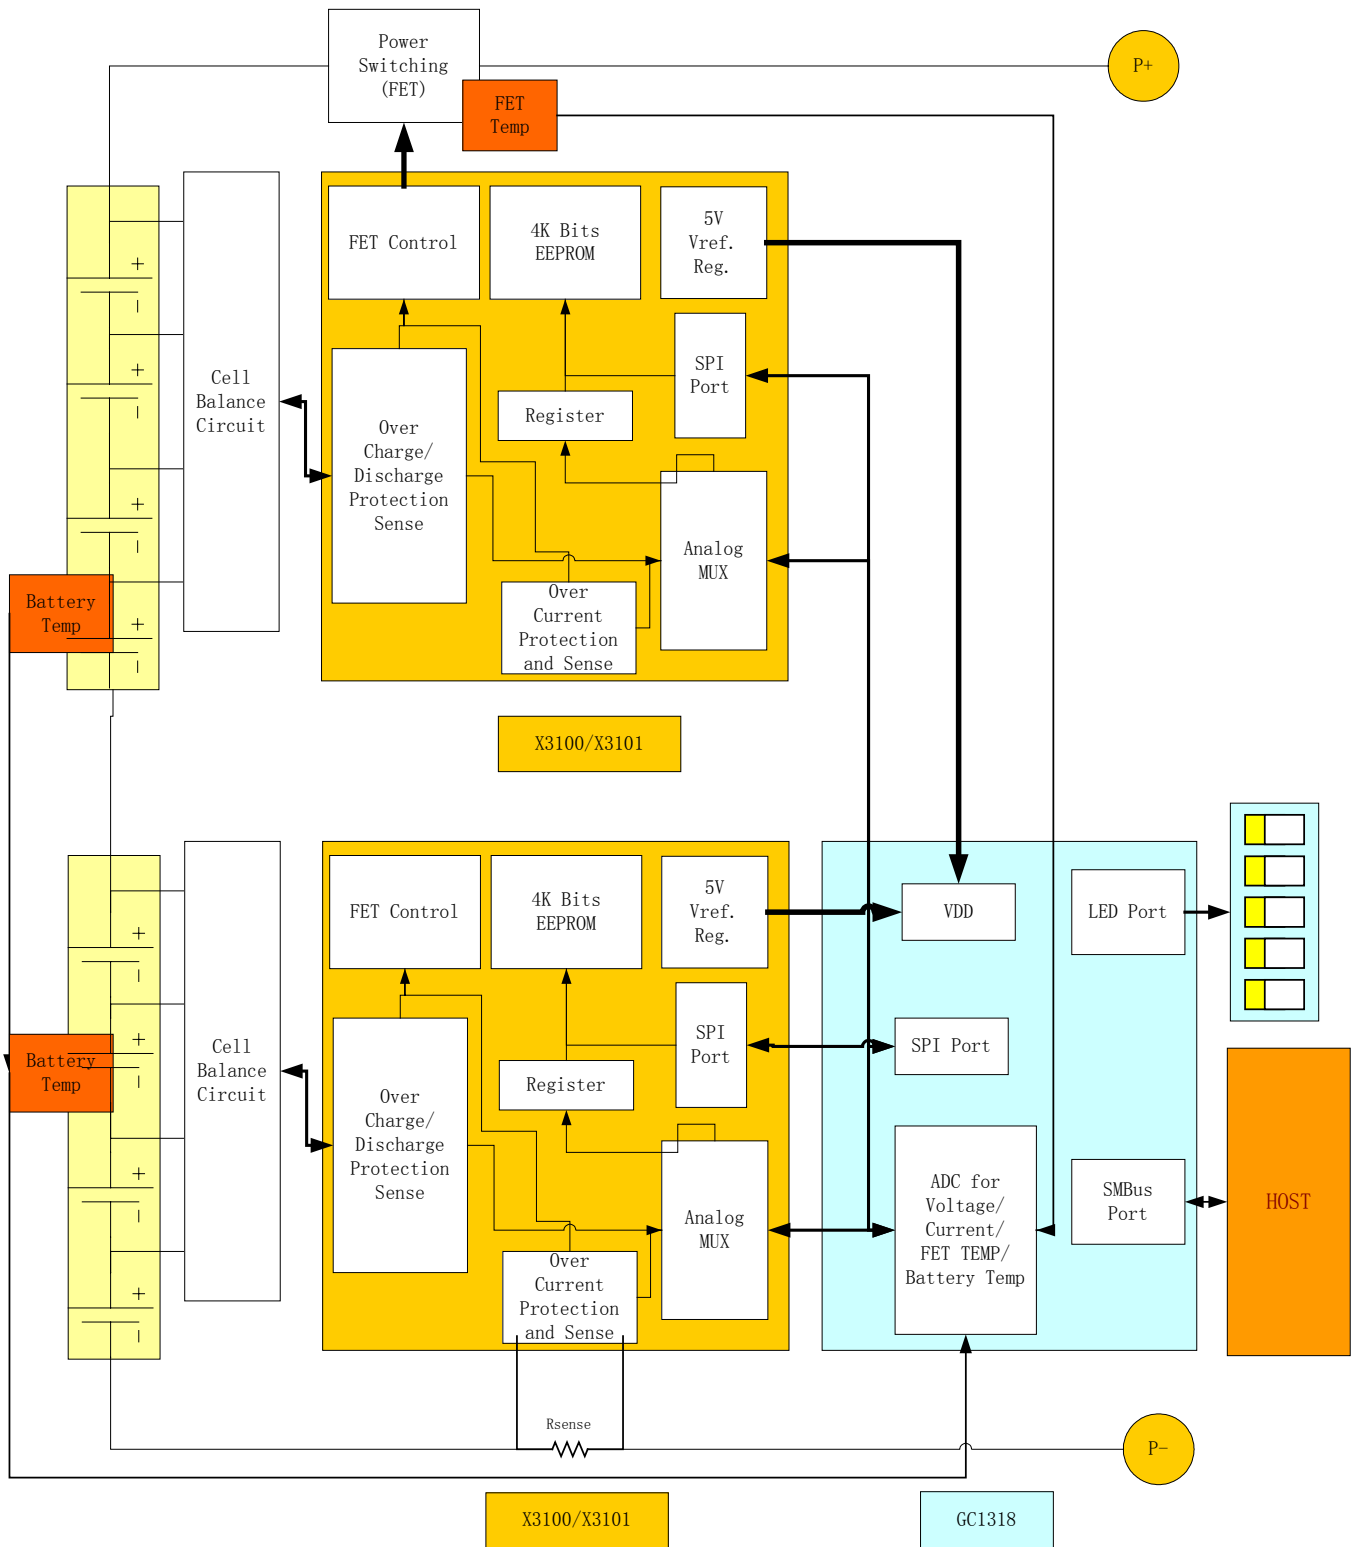 Power
Switching
(FET)
P+
FET
Temp
FET Control
4K Bits
EEPROM
5V
Vref.
Reg.
SPI
Port
Cell
Balance
Circuit
Register
Over
Charge/
Discharge
Protection
Sense
Analog
MUX
+
-
+
-
+
-
+
-
Battery
Temp
Over
Current
Protection
and Sense
X3100/X3101
FET Control
4K Bits
EEPROM
5V
Vref.
Reg.
VDD
LED Port
SPI
Port
SPI Port
Cell
Balance
Circuit
Register
Over
Charge/
Discharge
Protection
Sense
Analog
MUX
+
-
+
-
+
-
+
-
Battery
Temp
ADC for
Voltage/
Current/
FET TEMP/
Battery Temp
SMBus
Port
HOST
Over
Current
Protection
and Sense
Rsense
P-
X3100/X3101
GC1318